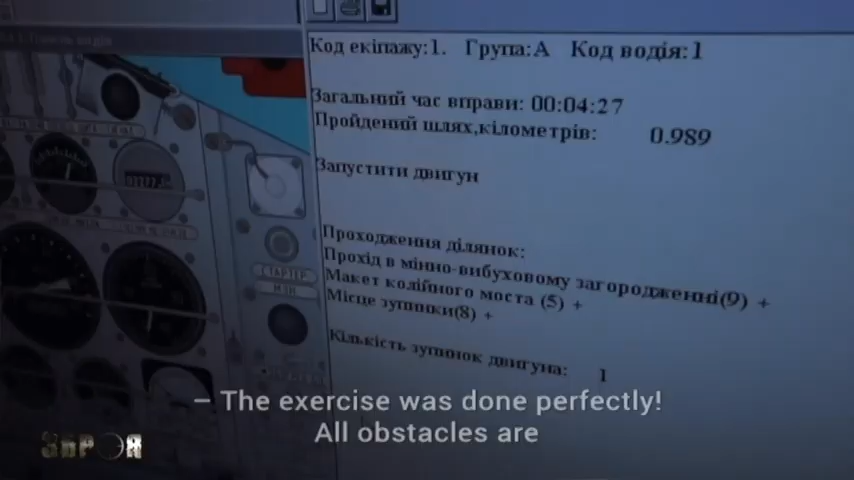 Код екіпажу:1. Група:А Код водія:1
Загальний час вправи: 00:04:27
Пройдений шлях,кілометрів: 0.989
Запустити двигун
Проходження ділянок:
Прохід в мінно-вибуховому загородженні(9) +
Макет колійного моста (5) +
Місце зупинки(8) +
Кількість зупинок двигуна: 1
СТАРТЕР
– The exercise was done perfectly!
All obstacles are
ЗБРОЯ